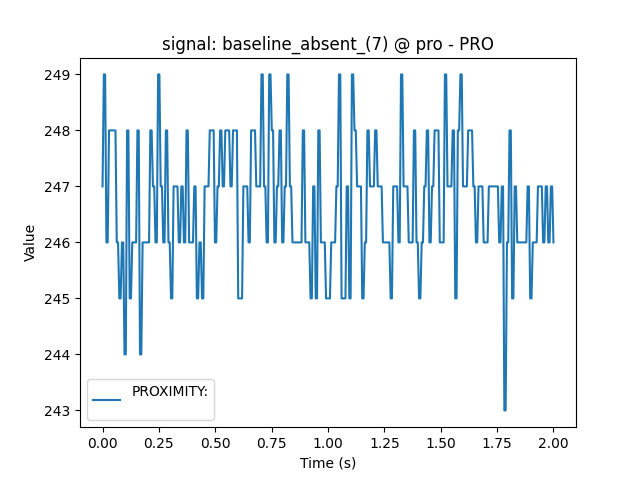 signal: baseline_absent_(7) @ pro - PRO
249
248
247
246
245
244
243
Value
PROXIMITY:
0.00 0.25 0.50 0.75 1.00 1.25 1.50 1.75 2.00
Time (s)